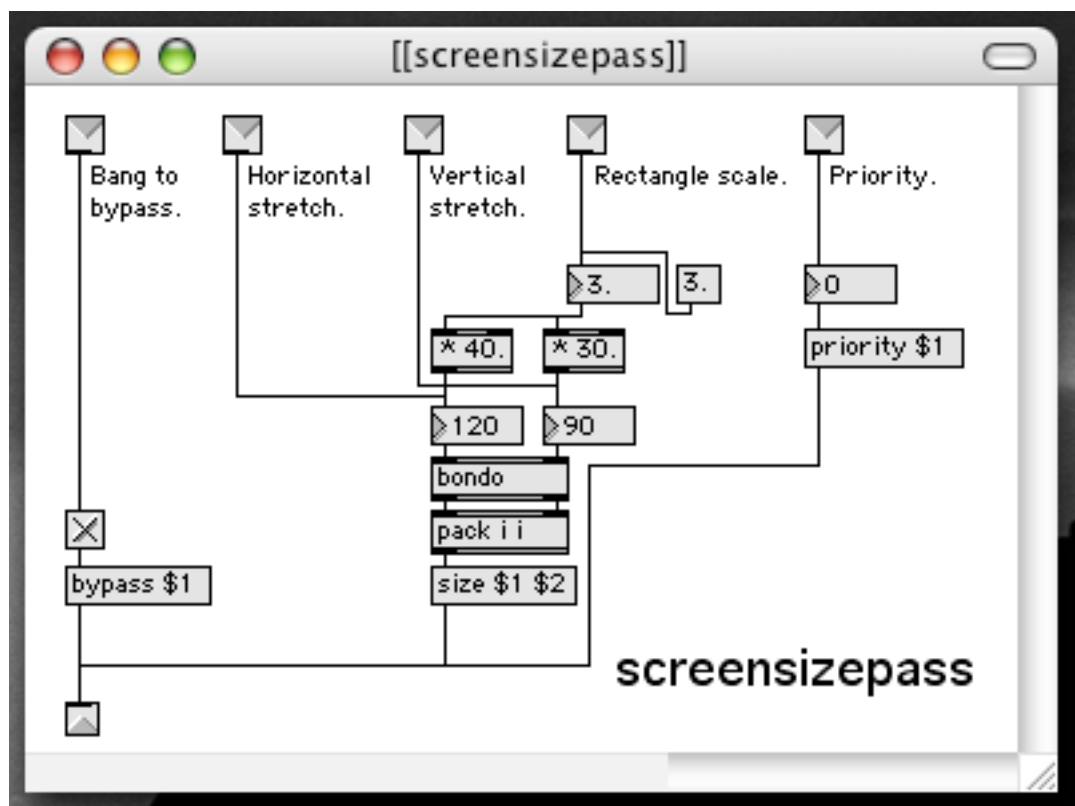 [[screensizepass]]
Bang to
bypass.
Horizontal
stretch.
Vertical
stretch.
Rectangle scale.
Priority.
3.
3.
0
* 40.
* 30.
priority $1
120
90
bondo
pack i i
bypass $1
size $1 $2
screensizepass